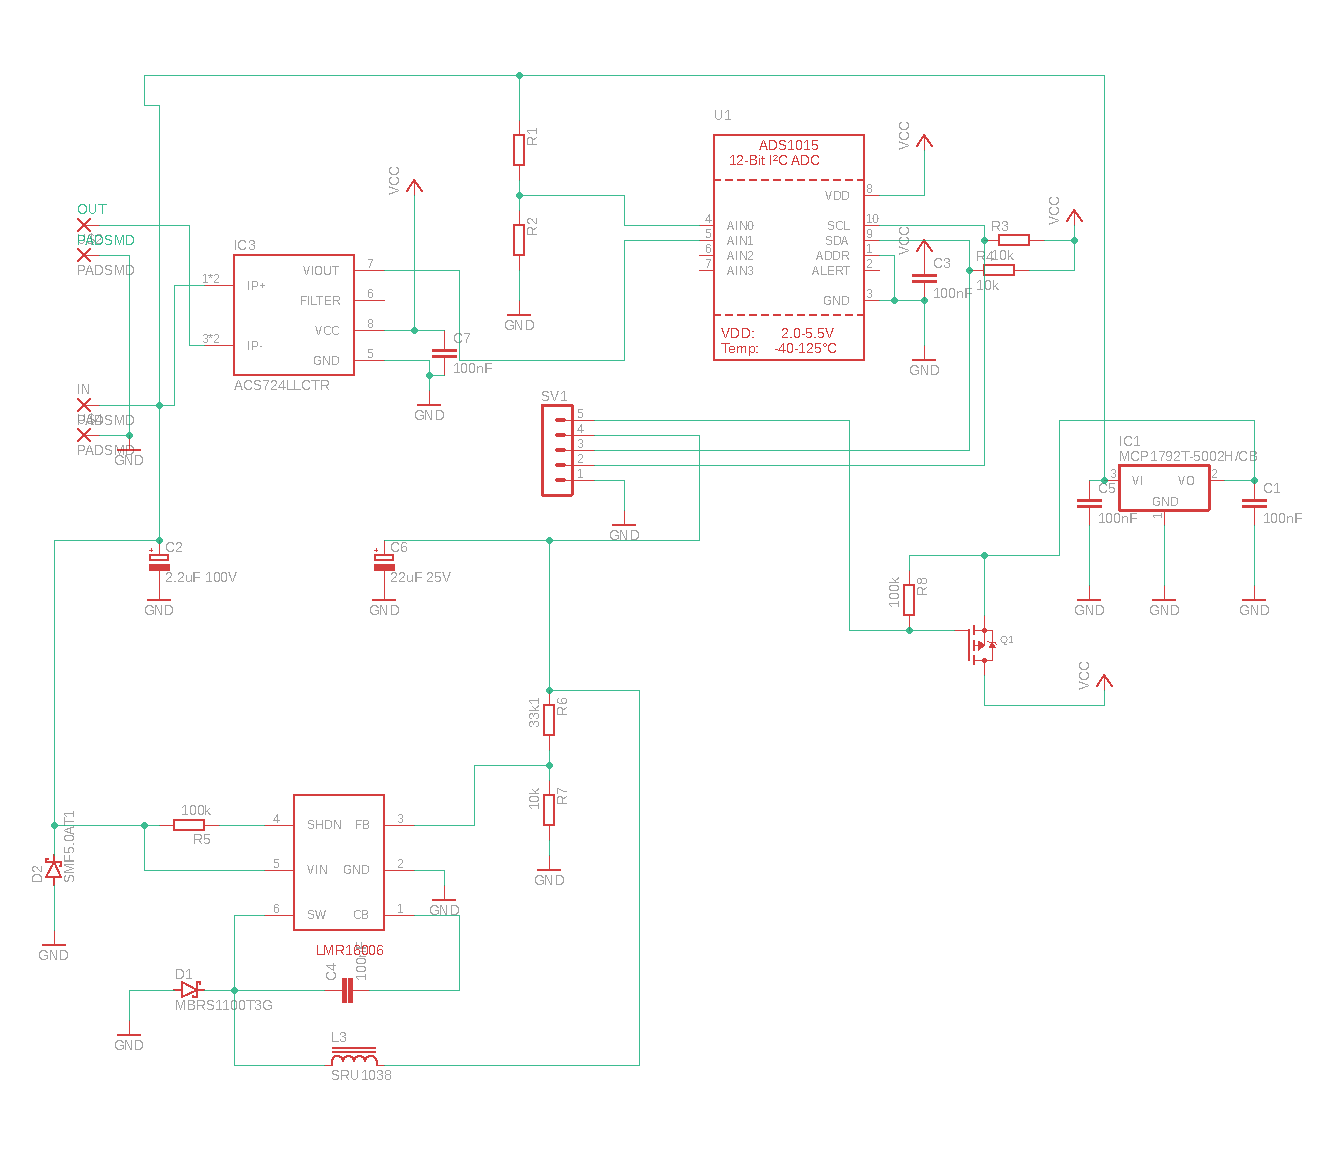 U1
ADS1015
12-Bit I²C ADC
VCC
R1
VCC
VDD
8
OUT
PADSMD
PADSMD
R2
4
AIN0
SCL
10
R3
VCC
5
AIN1
SDA
9
VCC
10k
IC3
6
AIN2
ADDR
1
R4
C3
7
AIN3
ALERT
2
10k
100nF
GND
3
1*2
IP+
VIOUT
7
FILTER
6
VCC
8
3*2
IP-
GND
5
C7
100nF
GND
VDD:
2.0-5.5V
Temp:
-40-125°C
GND
ACS724LLCTR
GND
IN
PADSMD
PADSMD
GND
SV1
5
4
3
2
1
GND
IC1
MCP1792T-5002H/CB
3
VI
VO
2
GND
1
C5
100nF
C1
100nF
GND
GND
GND
C2
2.2uF 100V
GND
C6
22uF 25V
GND
100k
R8
Q1
VCC
33k1
R6
10k
R7
GND
100k
R5
4
SHDN
FB
3
5
VIN
GND
2
6
SW
CB
1
GND
LMR16006
D2
SMF5.0AT1
GND
C4
D1
MBRS1100T3G
GND
L3
SRU1038